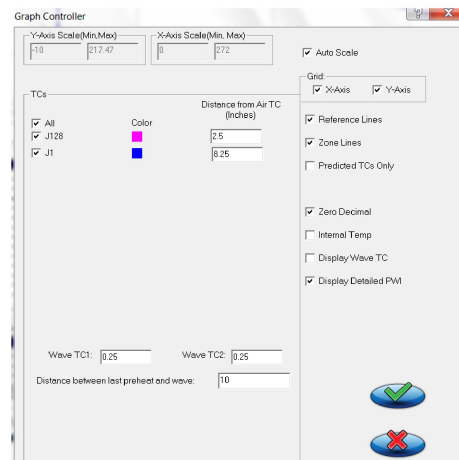 Graph Controller
Y-Axis Scale(Min,Max)
-10 217.47
X-Axis Scale(Min, Max)
0 272
Auto Scale
Grid:
X-Axis Y-Axis
TCs
Distance from Air TC
(Inches)
All Color
J128 2.5
J1 8.25
Reference Lines
Zone Lines
Predicted TCs Only
Zero Decimal
Internal Temp
Display Wave TC
Display Detailed PWI
Wave TC1: 0.25 Wave TC2: 0.25
Distance between last preheat and wave: 10